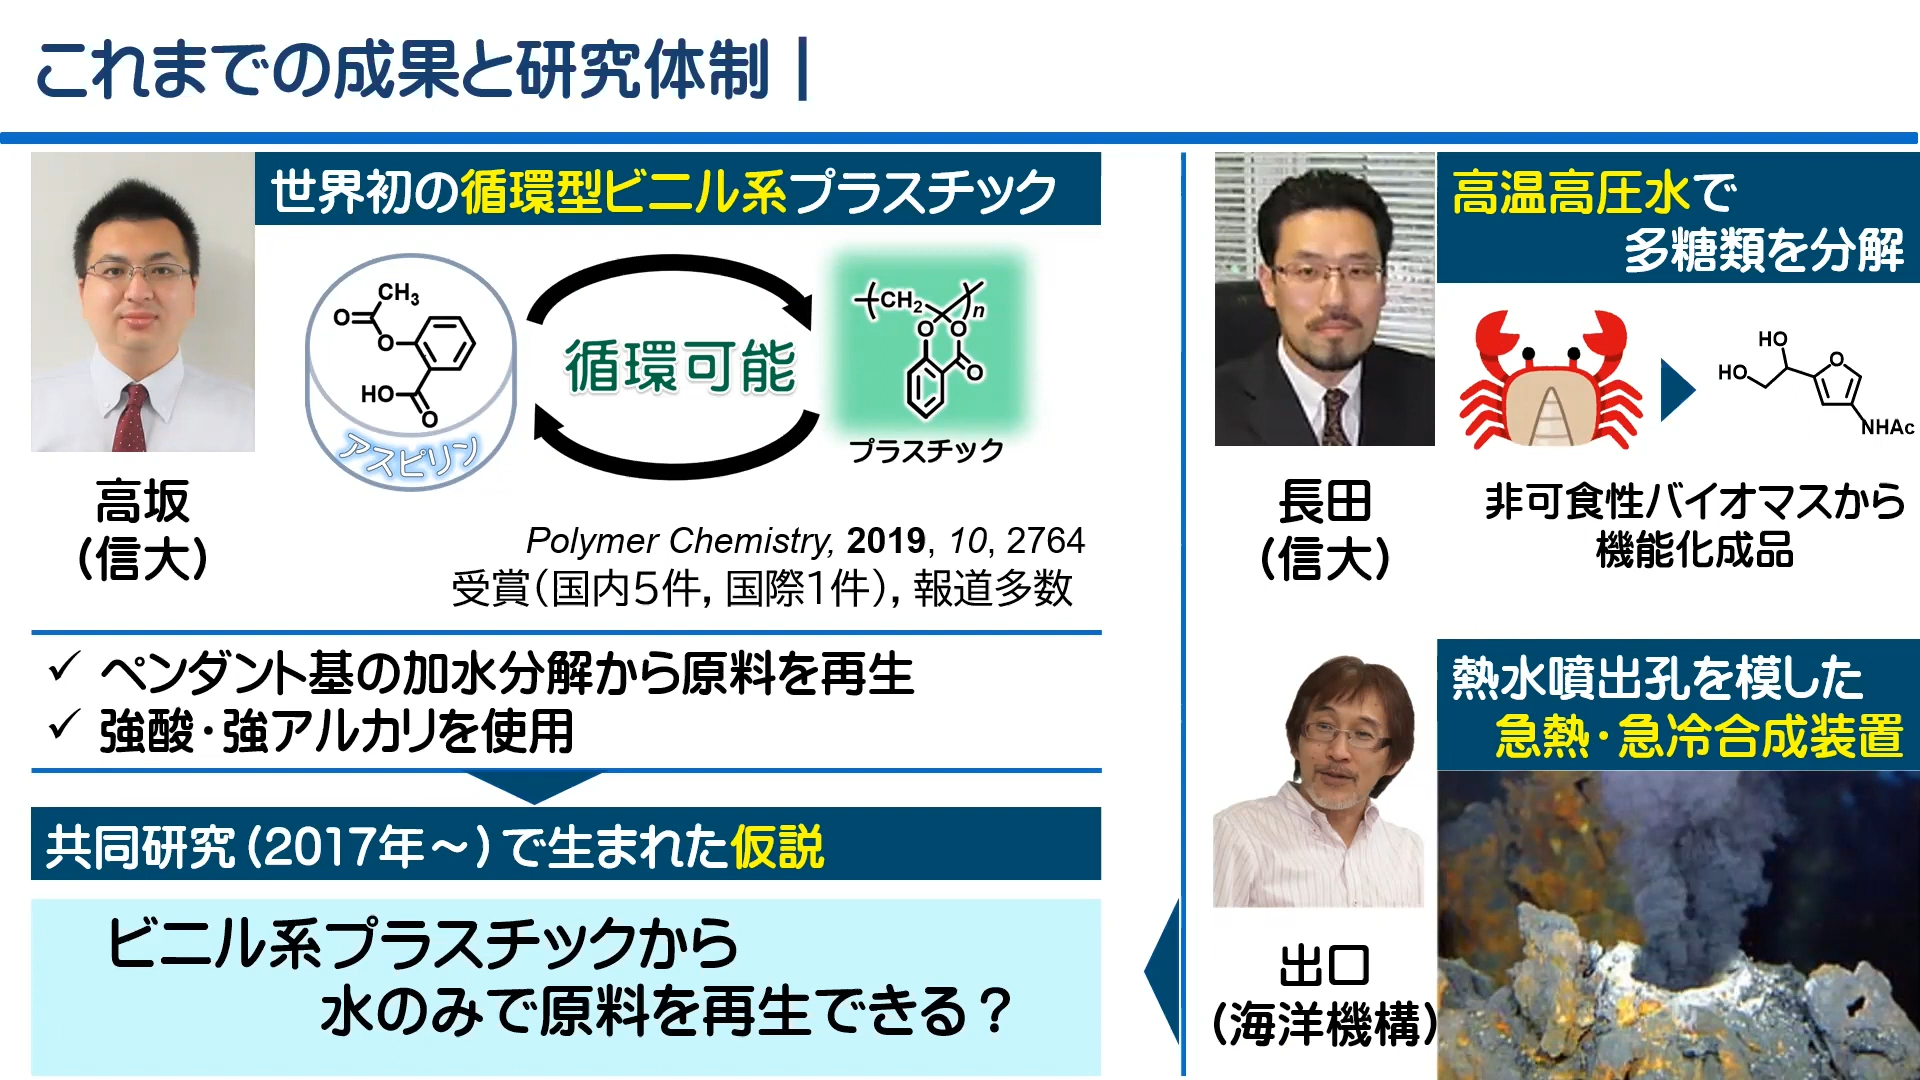 これまでの成果と研究体制｜
世界初の循環型ビニル系プラスチック
CH3
O
O
HO
O
アスピリン
循環可能
CH2
n
O
O
O
プラスチック
高坂
（信大）
Polymer Chemistry, 2019, 10, 2764
受賞（国内5件，国際1件），報道多数
✓ ペンダント基の加水分解から原料を再生
✓ 強酸・強アルカリを使用
共同研究（2017年～）で生まれた仮説
ビニル系プラスチックから
水のみで原料を再生できる？
高温高圧水で
多糖類を分解
HO
HO
O
NHAc
長田
（信大）
非可食性バイオマスから
機能化成品
熱水噴出孔を模した
急熱・急冷合成装置
出口
（海洋機構）